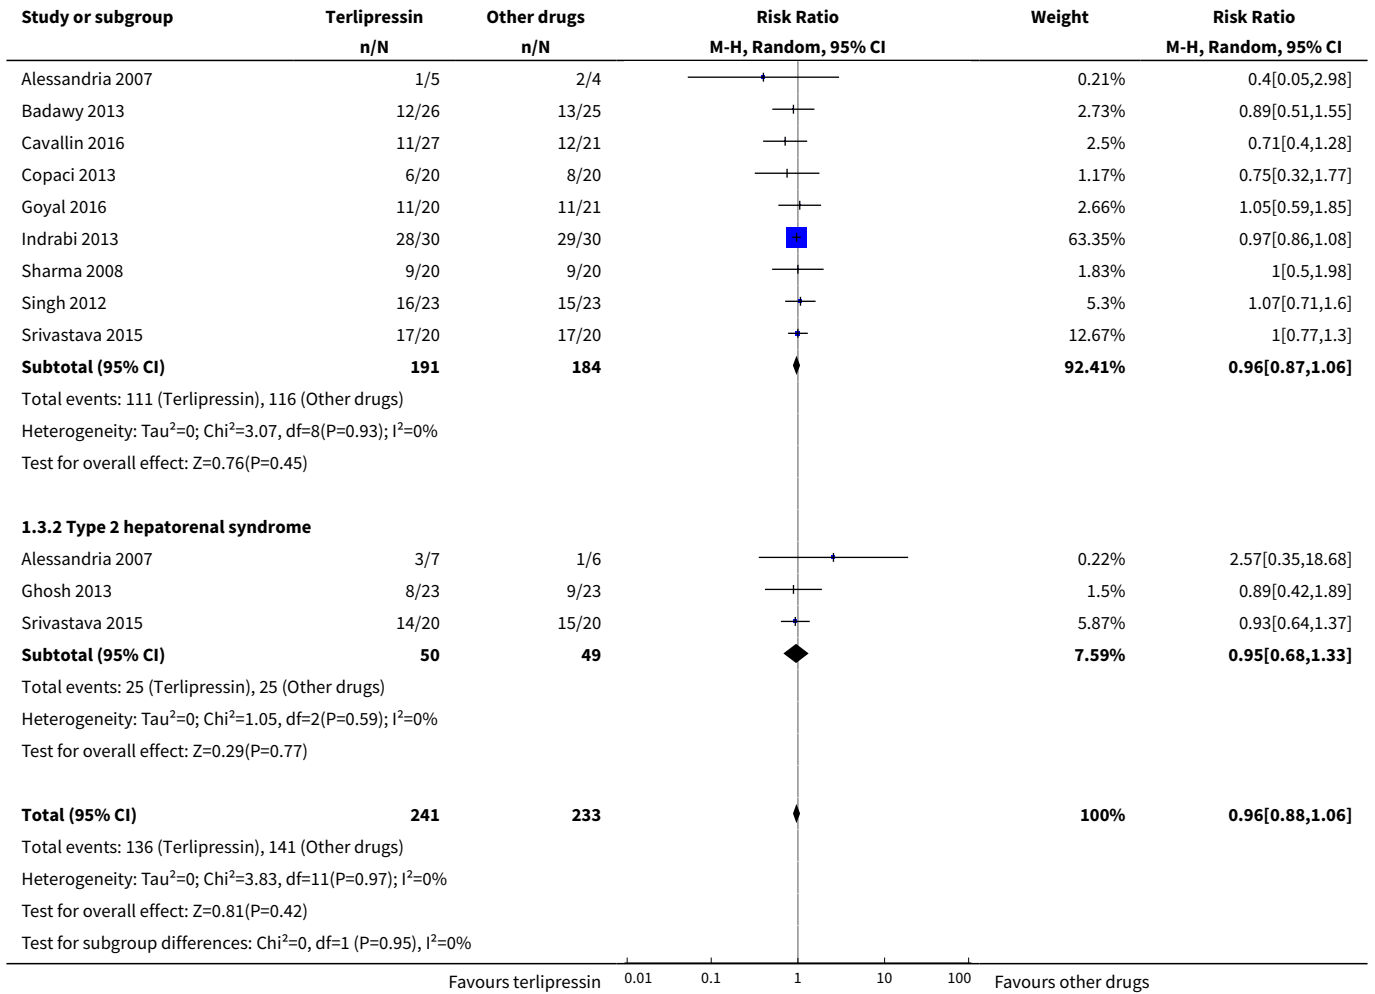 Study or subgroup Terlipressin Other drugs Risk Ratio Weight Risk Ratio
n/N n/N M-H, Random, 95% CI M-H, Random, 95% CI
Alessandria 2007 1/5 2/4 0.21% 0.4[0.05,2.98]
Badawy 2013 12/26 13/25 2.73% 0.89[0.51,1.55]
Cavallin 2016 11/27 12/21 2.5% 0.71[0.4,1.28]
Copaci 2013 6/20 8/20 1.17% 0.75[0.32,1.77]
Goyal 2016 11/20 11/21 2.66% 1.05[0.59,1.85]
Indrabi 2013 28/30 29/30 63.35% 0.97[0.86,1.08]
Sharma 2008 9/20 9/20 1.83% 1[0.5,1.98]
Singh 2012 16/23 15/23 5.3% 1.07[0.71,1.6]
Srivastava 2015 17/20 17/20 12.67% 1[0.77,1.3]
Subtotal (95% CI) 191 184 92.41% 0.96[0.87,1.06]
Total events: 111 (Terlipressin), 116 (Other drugs)
Heterogeneity: Tau²=0; Chi²=3.07, df=8(P=0.93); I²=0%
Test for overall effect: Z=0.76(P=0.45)
1.3.2 Type 2 hepatorenal syndrome
Alessandria 2007 3/7 1/6 0.22% 2.57[0.35,18.68]
Ghosh 2013 8/23 9/23 1.5% 0.89[0.42,1.89]
Srivastava 2015 14/20 15/20 5.87% 0.93[0.64,1.37]
Subtotal (95% CI) 50 49 7.59% 0.95[0.68,1.33]
Total events: 25 (Terlipressin), 25 (Other drugs)
Heterogeneity: Tau²=0; Chi²=1.05, df=2(P=0.59); I²=0%
Test for overall effect: Z=0.29(P=0.77)
Total (95% CI) 241 233 100% 0.96[0.88,1.06]
Total events: 136 (Terlipressin), 141 (Other drugs)
Heterogeneity: Tau²=0; Chi²=3.83, df=11(P=0.97); I²=0%
Test for overall effect: Z=0.81(P=0.42)
Test for subgroup differences: Chi²=0, df=1 (P=0.95), I²=0%
Favours terlipressin 0.01 0.1 1 10 100 Favours other drugs